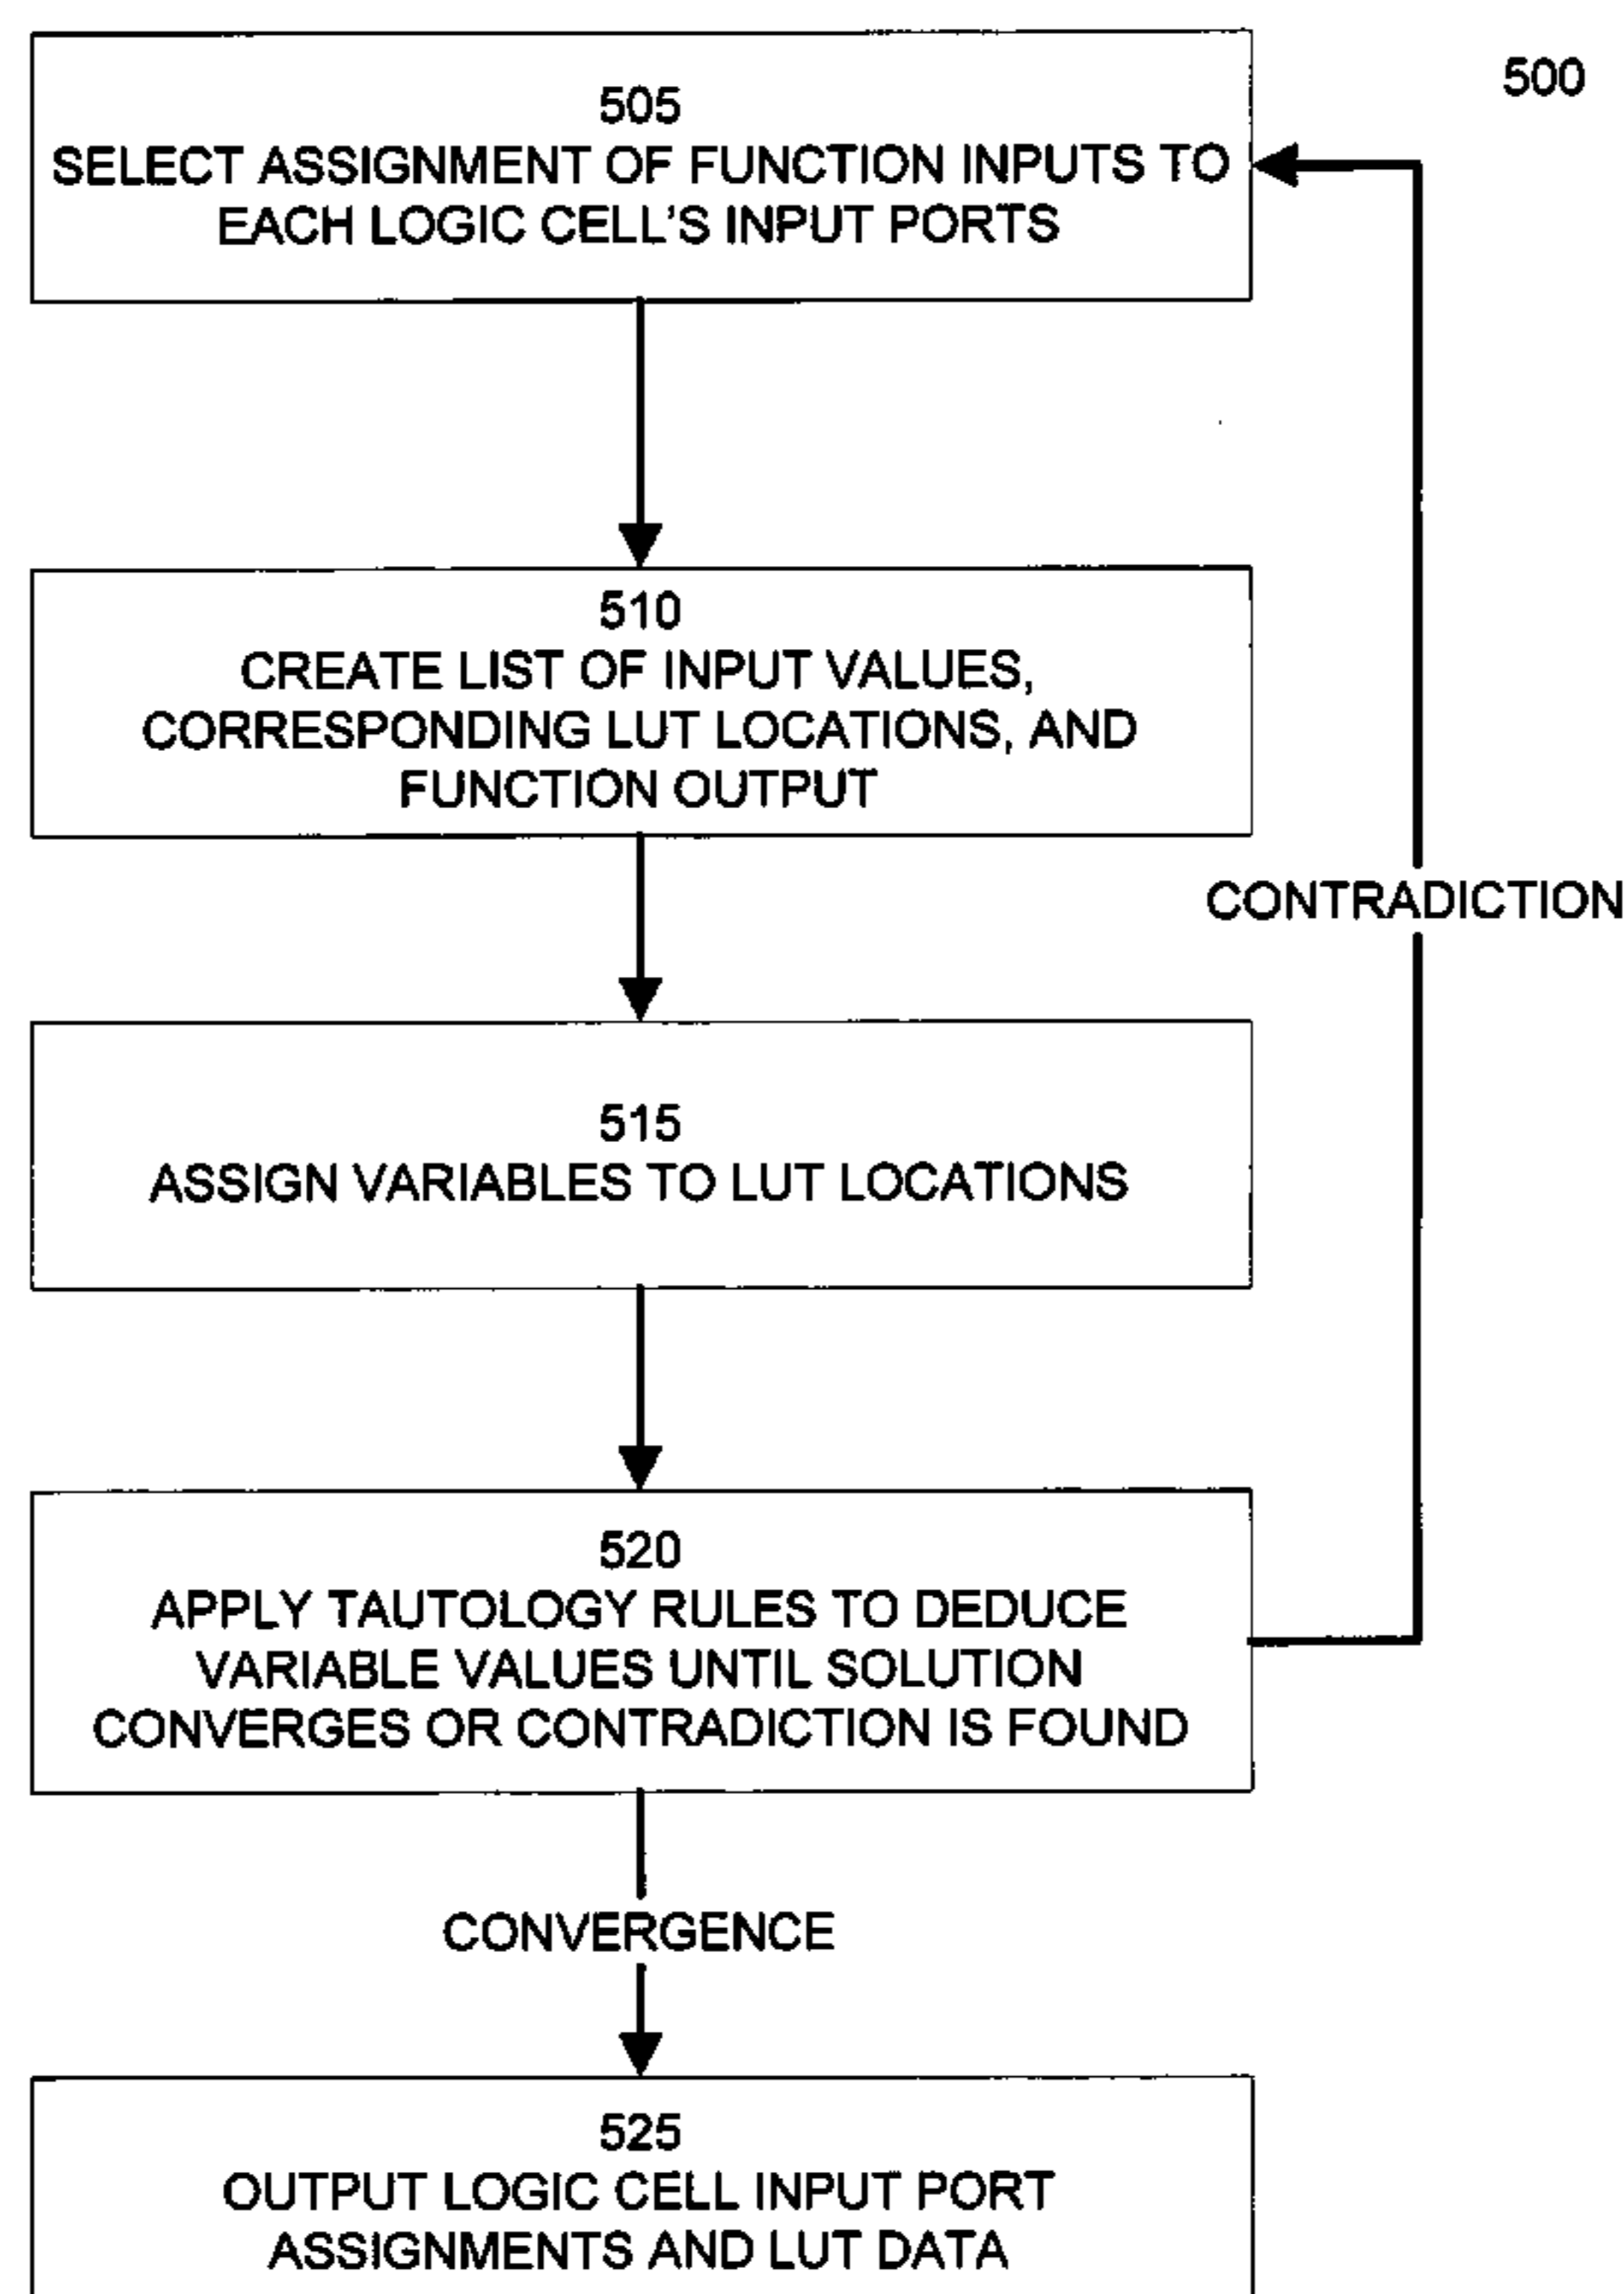 500
505
SELECT ASSIGNMENT OF FUNCTION INPUTS TO
EACH LOGIC CELL'S INPUT PORTS
510
CREATE LIST OF INPUT VALUES,
CORRESPONDING LUT LOCATIONS, AND
FUNCTION OUTPUT
CONTRADICTION
515
ASSIGN VARIABLES TO LUT LOCATIONS
520
APPLY TAUTOLOGY RULES TO DEDUCE
VARIABLE VALUES UNTIL SOLUTION
CONVERGES OR CONTRADICTION IS FOUND
CONVERGENCE
525
OUTPUT LOGIC CELL INPUT PORT
ASSIGNMENTS AND LUT DATA